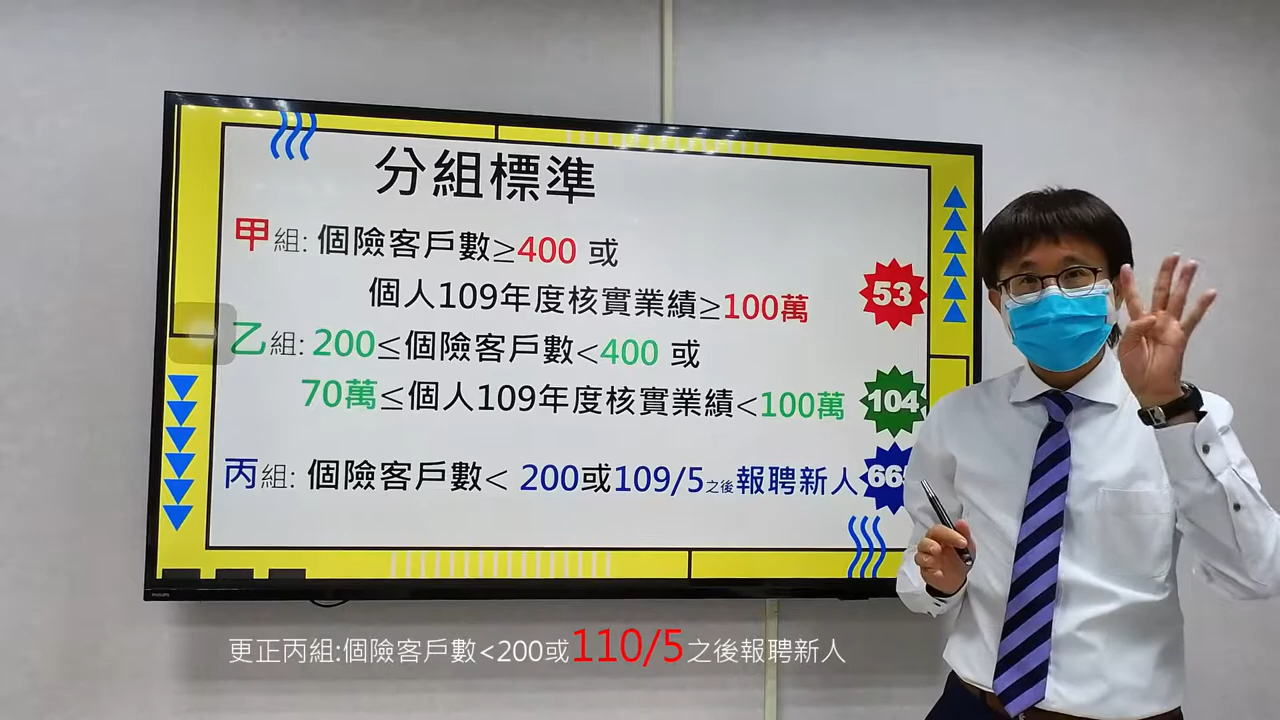 分組標準
甲組: 個險客戶數≥400 或
個人109年度核實業績≥100萬
53
乙組: 200≤個險客戶數<400 或
70萬≤個人109年度核實業績<100萬
104
丙組: 個險客戶數< 200或109/5之後報聘新人
PHILIPS
更正丙組:個險客戶數<200或110/5之後報聘新人